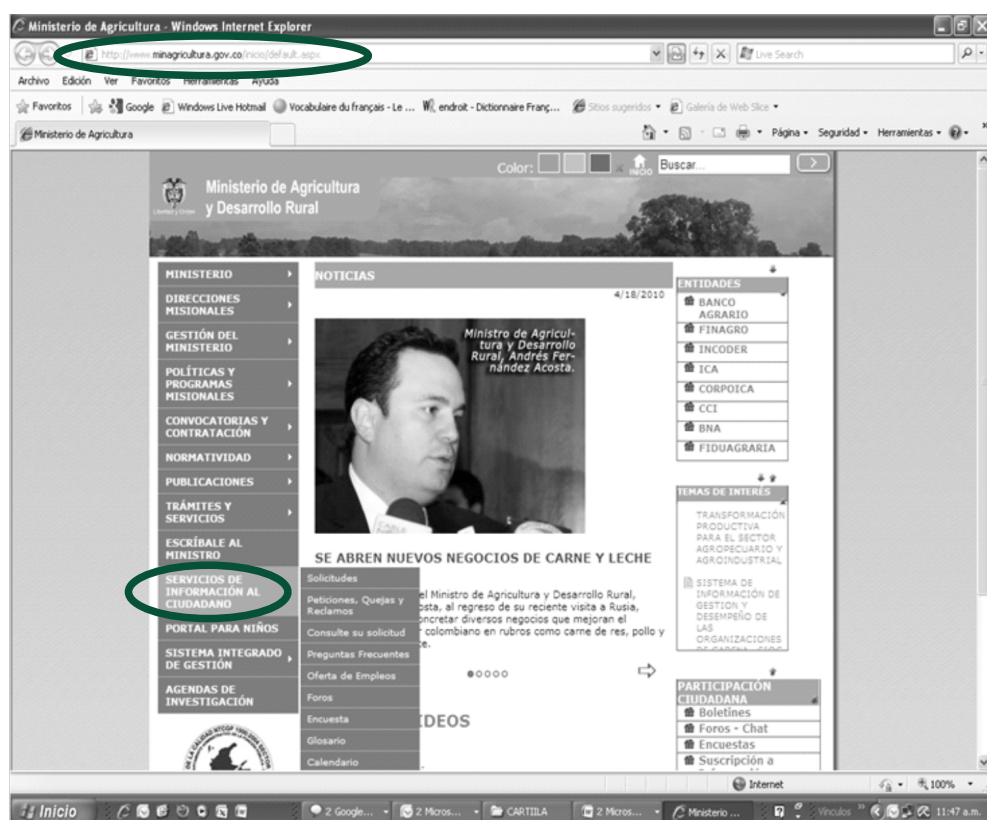 Ministerio de Agricultura - Windows Internet Explorer
http://www.minagricultura.gov.co/inicio/default.aspx
Live Search
Archivo Edición Ver Favoritos Herramientas Ayuda
Favoritos Google Windows Live Hotmail Vocabulaire du français - Le ... endroit - Dictionnaire Franç... Sitios sugeridos Galería de Web Slice
Ministerio de Agricultura
Página Seguridad Herramientas
Color:
INICIO
Buscar...
Libertad y Orden
Ministerio de Agricultura
y Desarrollo Rural
MINISTERIO
DIRECCIONES
MISIONALES
GESTIÓN DEL
MINISTERIO
POLÍTICAS Y
PROGRAMAS
MISIONALES
CONVOCATORIAS Y
CONTRATACIÓN
NORMATIVIDAD
PUBLICACIONES
TRÁMITES Y
SERVICIOS
ESCRÍBALE AL
MINISTRO
SERVICIOS DE
INFORMACIÓN AL
CIUDADANO
PORTAL PARA NIÑOS
SISTEMA INTEGRADO
DE GESTIÓN
AGENDAS DE
INVESTIGACIÓN
Solicitudes
Peticiones, Quejas y
Reclamos
Consulte su solicitud
Preguntas Frecuentes
Oferta de Empleos
Foros
Encuesta
Glosario
Calendario
NOTICIAS
4/18/2010
Ministro de Agricul-
tura y Desarrollo
Rural, Andrés Fer-
nández Acosta.
SE ABREN NUEVOS NEGOCIOS DE CARNE Y LECHE
el Ministro de Agricultura y Desarrollo Rural,
osta, al regreso de su reciente visita a Rusia,
oncretar diversos negocios que mejoran el
r colombiano en rubros como carne de res, pollo y
te.
IDEOS
ENTIDADES
BANCO
AGRARIO
FINAGRO
INCODER
ICA
CORPOICA
CCI
BNA
FIDUAGRARIA
TEMAS DE INTERÉS
TRANSFORMACIÓN
PRODUCTIVA
PARA EL SECTOR
AGROPECUARIO Y
AGROINDUSTRIAL
SISTEMA DE
INFORMACIÓN DE
GESTION Y
DESEMPEÑO DE
LAS
ORGANIZACIONES
DE CADENA - SIOC
PARTICIPACIÓN
CIUDADANA
Boletines
Foros - Chat
Encuestas
Suscripción a
Internet
100%
Inicio
2 Google...
2 Micros...
CARTILLA
2 Micros...
Ministerio ...
Vínculos
11:47 a.m.